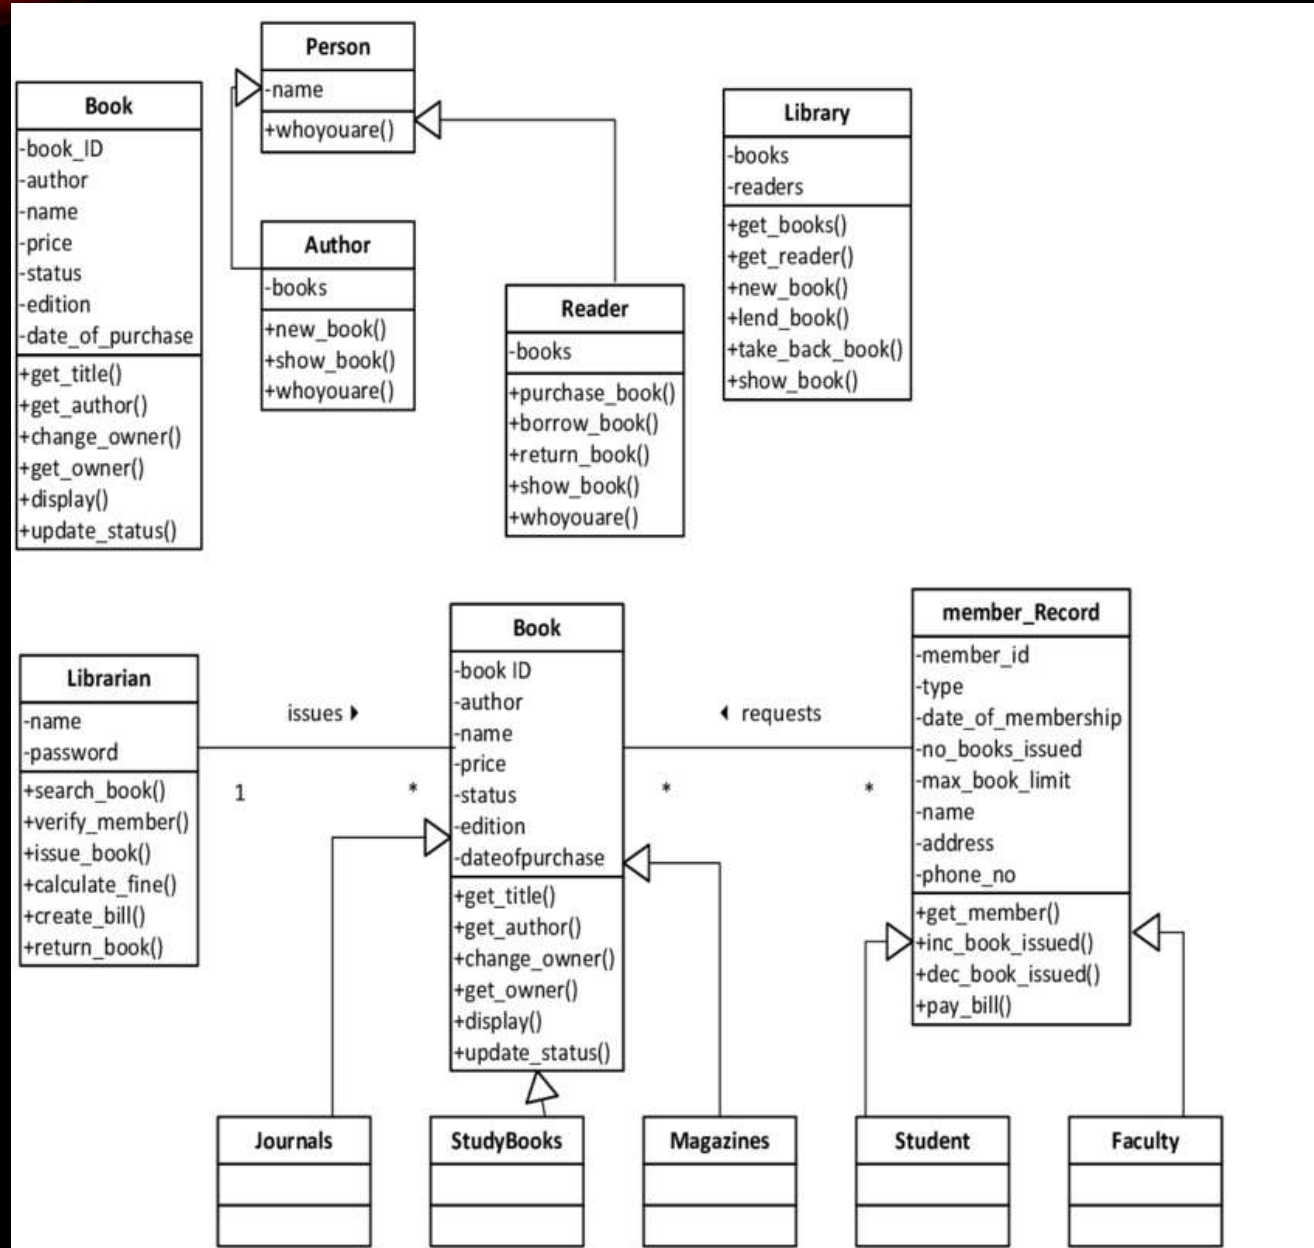 Person
-name
+whoyouare()
Book
-book_ID
-author
-name
-price
-status
-edition
-date_of_purchase
+get_title()
+get_author()
+change_owner()
+get_owner()
+display()
+update_status()
Author
-books
+new_book()
+show_book()
+whoyouare()
Reader
-books
+purchase_book()
+borrow_book()
+return_book()
+show_book()
+whoyouare()
Library
-books
-readers
+get_books()
+get_reader()
+new_book()
+lend_book()
+take_back_book()
+show_book()
Librarian
-name
-password
+search_book()
+verify_member()
+issue_book()
+calculate_fine()
+create_bill()
+return_book()
issues
1
*
Book
-book ID
-author
-name
-price
-status
-edition
-dateofpurchase
+get_title()
+get_author()
+change_owner()
+get_owner()
+display()
+update_status()
requests
*
*
member_Record
-member_id
-type
-date_of_membership
-no_books_issued
-max_book_limit
-name
-address
-phone_no
+get_member()
+inc_book_issued()
+dec_book_issued()
+pay_bill()
Journals
StudyBooks
Magazines
Student
Faculty